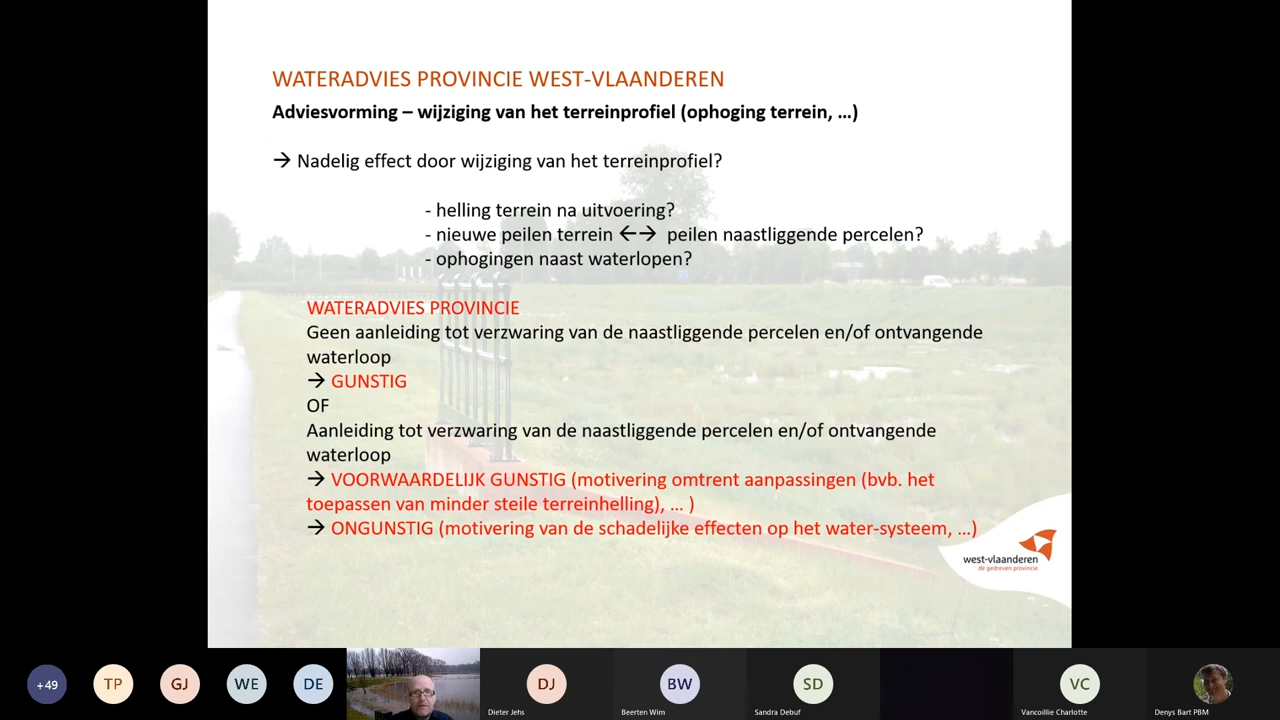 WATERADVIES PROVINCIE WEST-VLAANDEREN
Adviesvorming – wijziging van het terreinprofiel (ophoging terrein, …)
→ Nadelig effect door wijziging van het terreinprofiel?
- helling terrein na uitvoering?
- nieuwe peilen terrein ←→ peilen naastliggende percelen?
- ophogingen naast waterlopen?
WATERADVIES PROVINCIE
Geen aanleiding tot verzwaring van de naastliggende percelen en/of ontvangende
waterloop
→ GUNSTIG
OF
Aanleiding tot verzwaring van de naastliggende percelen en/of ontvangende
waterloop
→ VOORWAARDELIJK GUNSTIG (motivering omtrent aanpassingen (bvb. het
toepassen van minder steile terreinhelling), … )
→ ONGUNSTIG (motivering van de schadelijke effecten op het water-systeem, …)
west-vlaanderen
de gedreven provincie
+49 TP GJ WE DE DJ BW SD VC
Dieter Jehs Beerten Wim Sandra Debuf Vancoillie Charlotte Denys Bart PBM